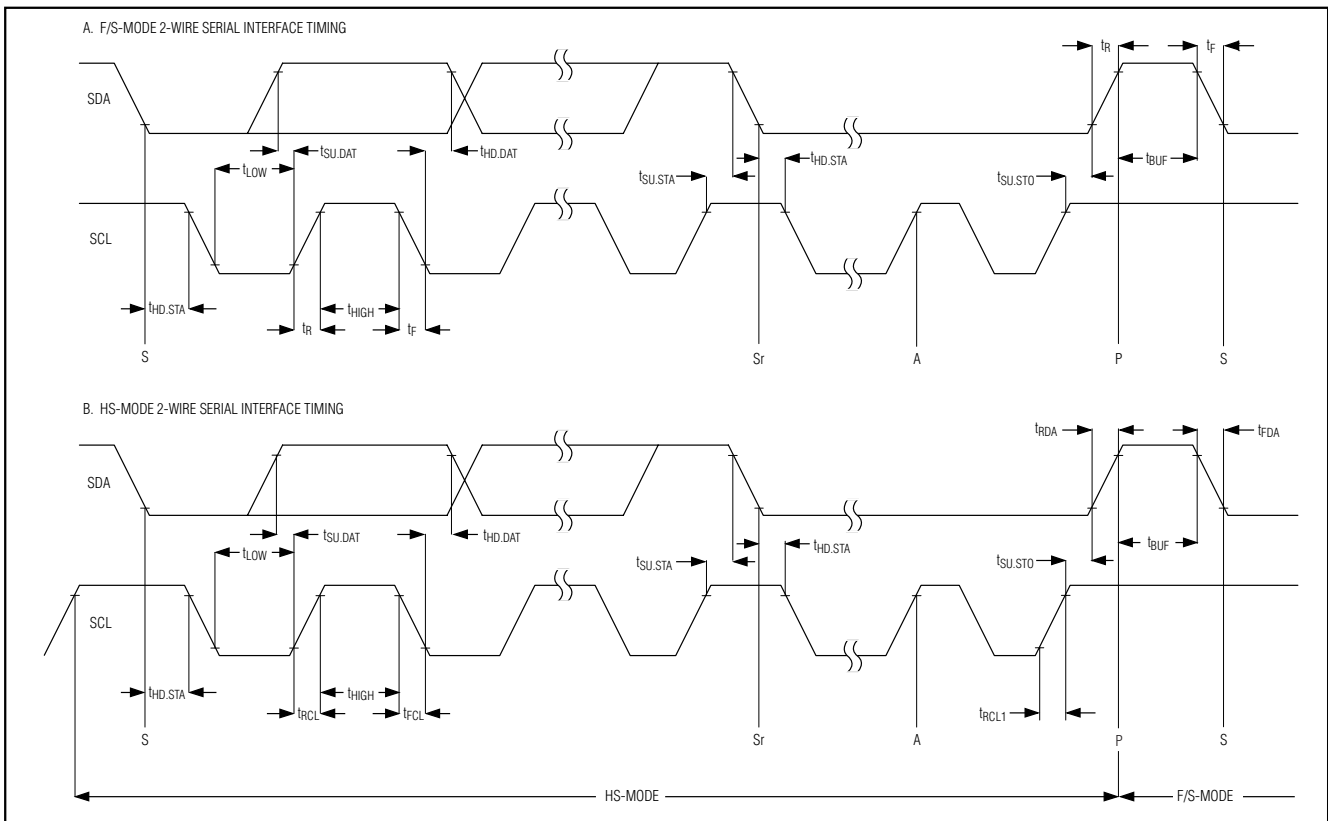 A. F/S-MODE 2-WIRE SERIAL INTERFACE TIMING
tR
tF
SDA
tSU.DAT
tHD.DAT
tHD.STA
tBUF
tLOW
tSU.STA
tSU.STO
SCL
tHD.STA
tHIGH
tR
tF
S
Sr
A
P
S
B. HS-MODE 2-WIRE SERIAL INTERFACE TIMING
tRDA
tFDA
SDA
tSU.DAT
tHD.DAT
tHD.STA
tBUF
tLOW
tSU.STA
tSU.STO
SCL
tHD.STA
tHIGH
tRCL
tFCL
tRCL1
S
Sr
A
P
S
HS-MODE
F/S-MODE